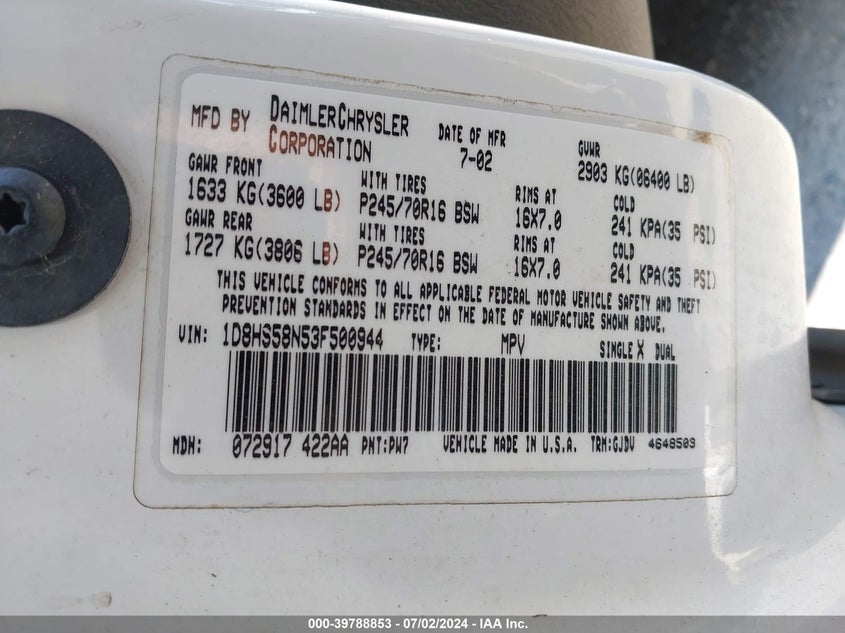 MFD BY DAIMLERCHRYSLER CORPORATION DATE OF MFR 7-02 GVWR 2903 KG(06400 LB)
GAWR FRONT WITH TIRES RIMS AT COLD
1633 KG(3600 LB) P245/70R16 BSW 16X7.0 241 KPA(35 PSI)
GAWR REAR WITH TIRES RIMS AT COLD
1727 KG(3806 LB) P245/70R16 BSW 16X7.0 241 KPA(35 PSI)
THIS VEHICLE CONFORMS TO ALL APPLICABLE FEDERAL MOTOR VEHICLE SAFETY AND THEFT
PREVENTION STANDARDS IN EFFECT ON THE DATE OF MANUFACTURE SHOWN ABOVE.
VIN: 1D8HS58N53F500944 TYPE: MPV SINGLE X DUAL
MDH: 072917 422AA PNT:PW7 VEHICLE MADE IN U.S.A. TRM:GJDV 4648503
000-39788853 - 07/02/2024 - IAA Inc.